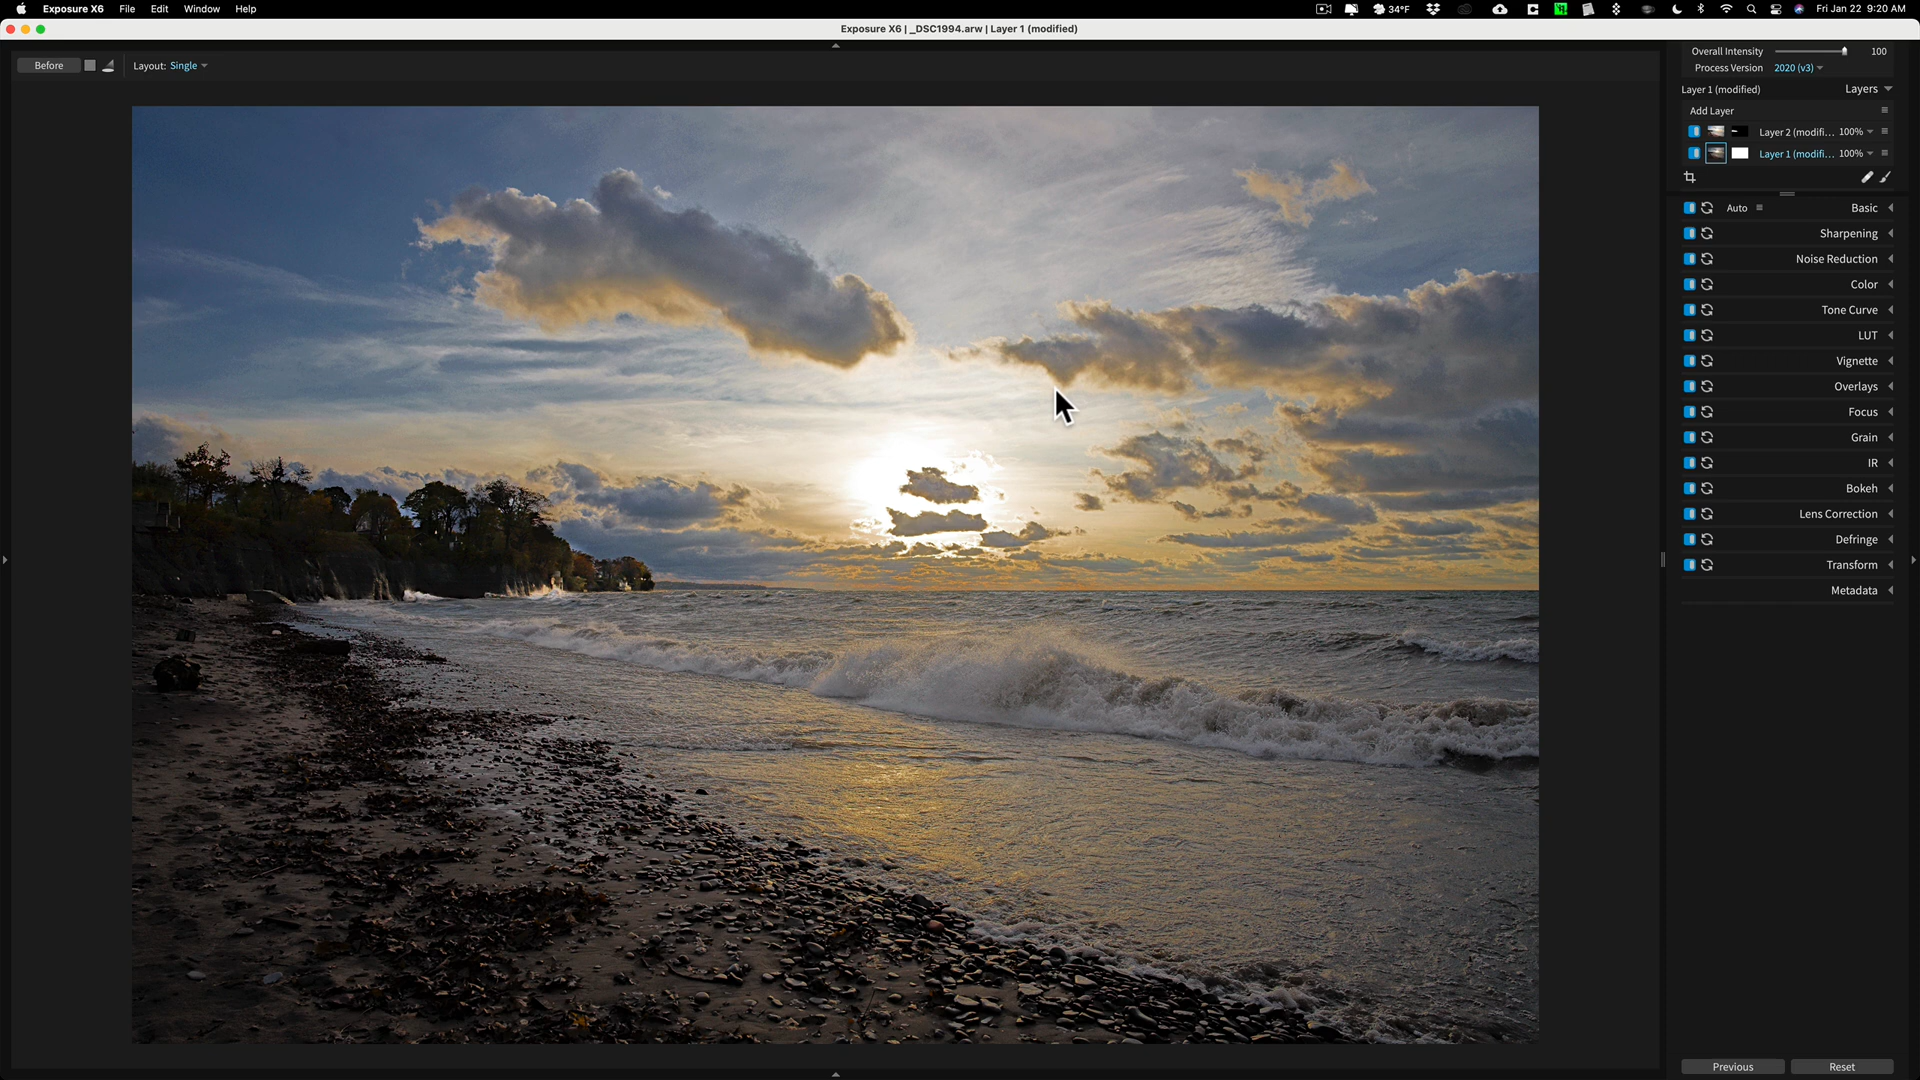 Exposure X6 File Edit Window Help 34°F Fri Jan 22 9:20 AM
Exposure X6 | _DSC1994.arw | Layer 1 (modified)
Before Layout: Single
Overall Intensity 100
Process Version 2020 (v3)
Layer 1 (modified) Layers
Add Layer
Layer 2 (modifi... 100%
Layer 1 (modifi... 100%
Auto Basic
Sharpening
Noise Reduction
Color
Tone Curve
LUT
Vignette
Overlays
Focus
Grain
IR
Bokeh
Lens Correction
Defringe
Transform
Metadata
Previous Reset